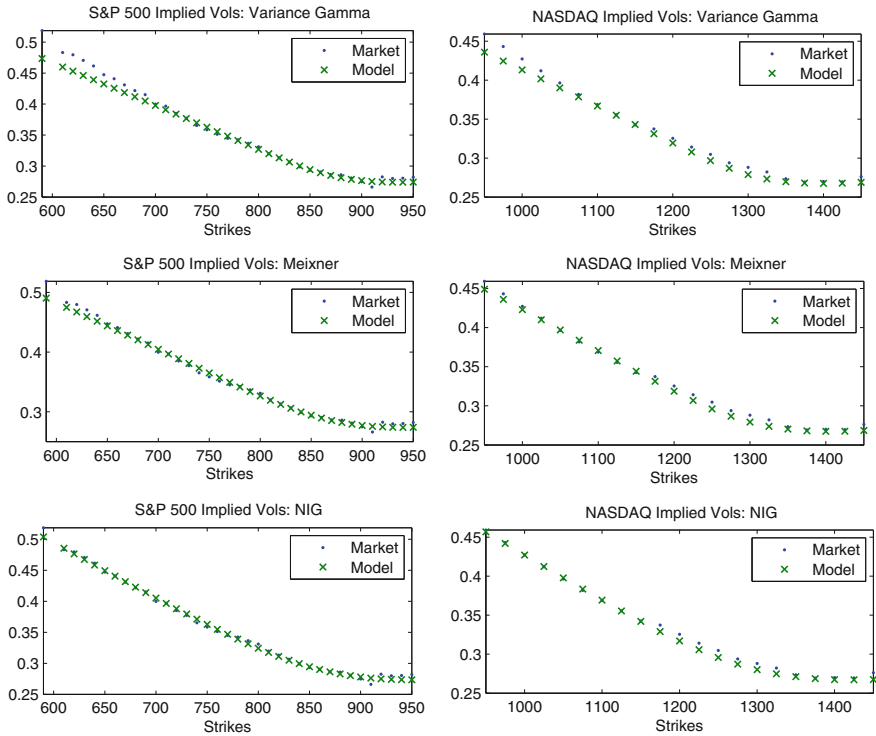 S&P 500 Implied Vols: Variance Gamma
0.5
0.45
0.4
0.35
0.3
0.25
600 650 700 750 800 850 900 950
Strikes
Market
Model
NASDAQ Implied Vols: Variance Gamma
0.45
0.4
0.35
0.3
0.25
1000 1100 1200 1300 1400
Strikes
Market
Model
S&P 500 Implied Vols: Meixner
0.5
0.4
0.3
600 650 700 750 800 850 900 950
Strikes
Market
Model
NASDAQ Implied Vols: Meixner
0.45
0.4
0.35
0.3
0.25
1000 1100 1200 1300 1400
Strikes
Market
Model
S&P 500 Implied Vols: NIG
0.5
0.45
0.4
0.35
0.3
0.25
600 650 700 750 800 850 900 950
Strikes
Market
Model
NASDAQ Implied Vols: NIG
0.45
0.4
0.35
0.3
0.25
1000 1100 1200 1300 1400
Strikes
Market
Model